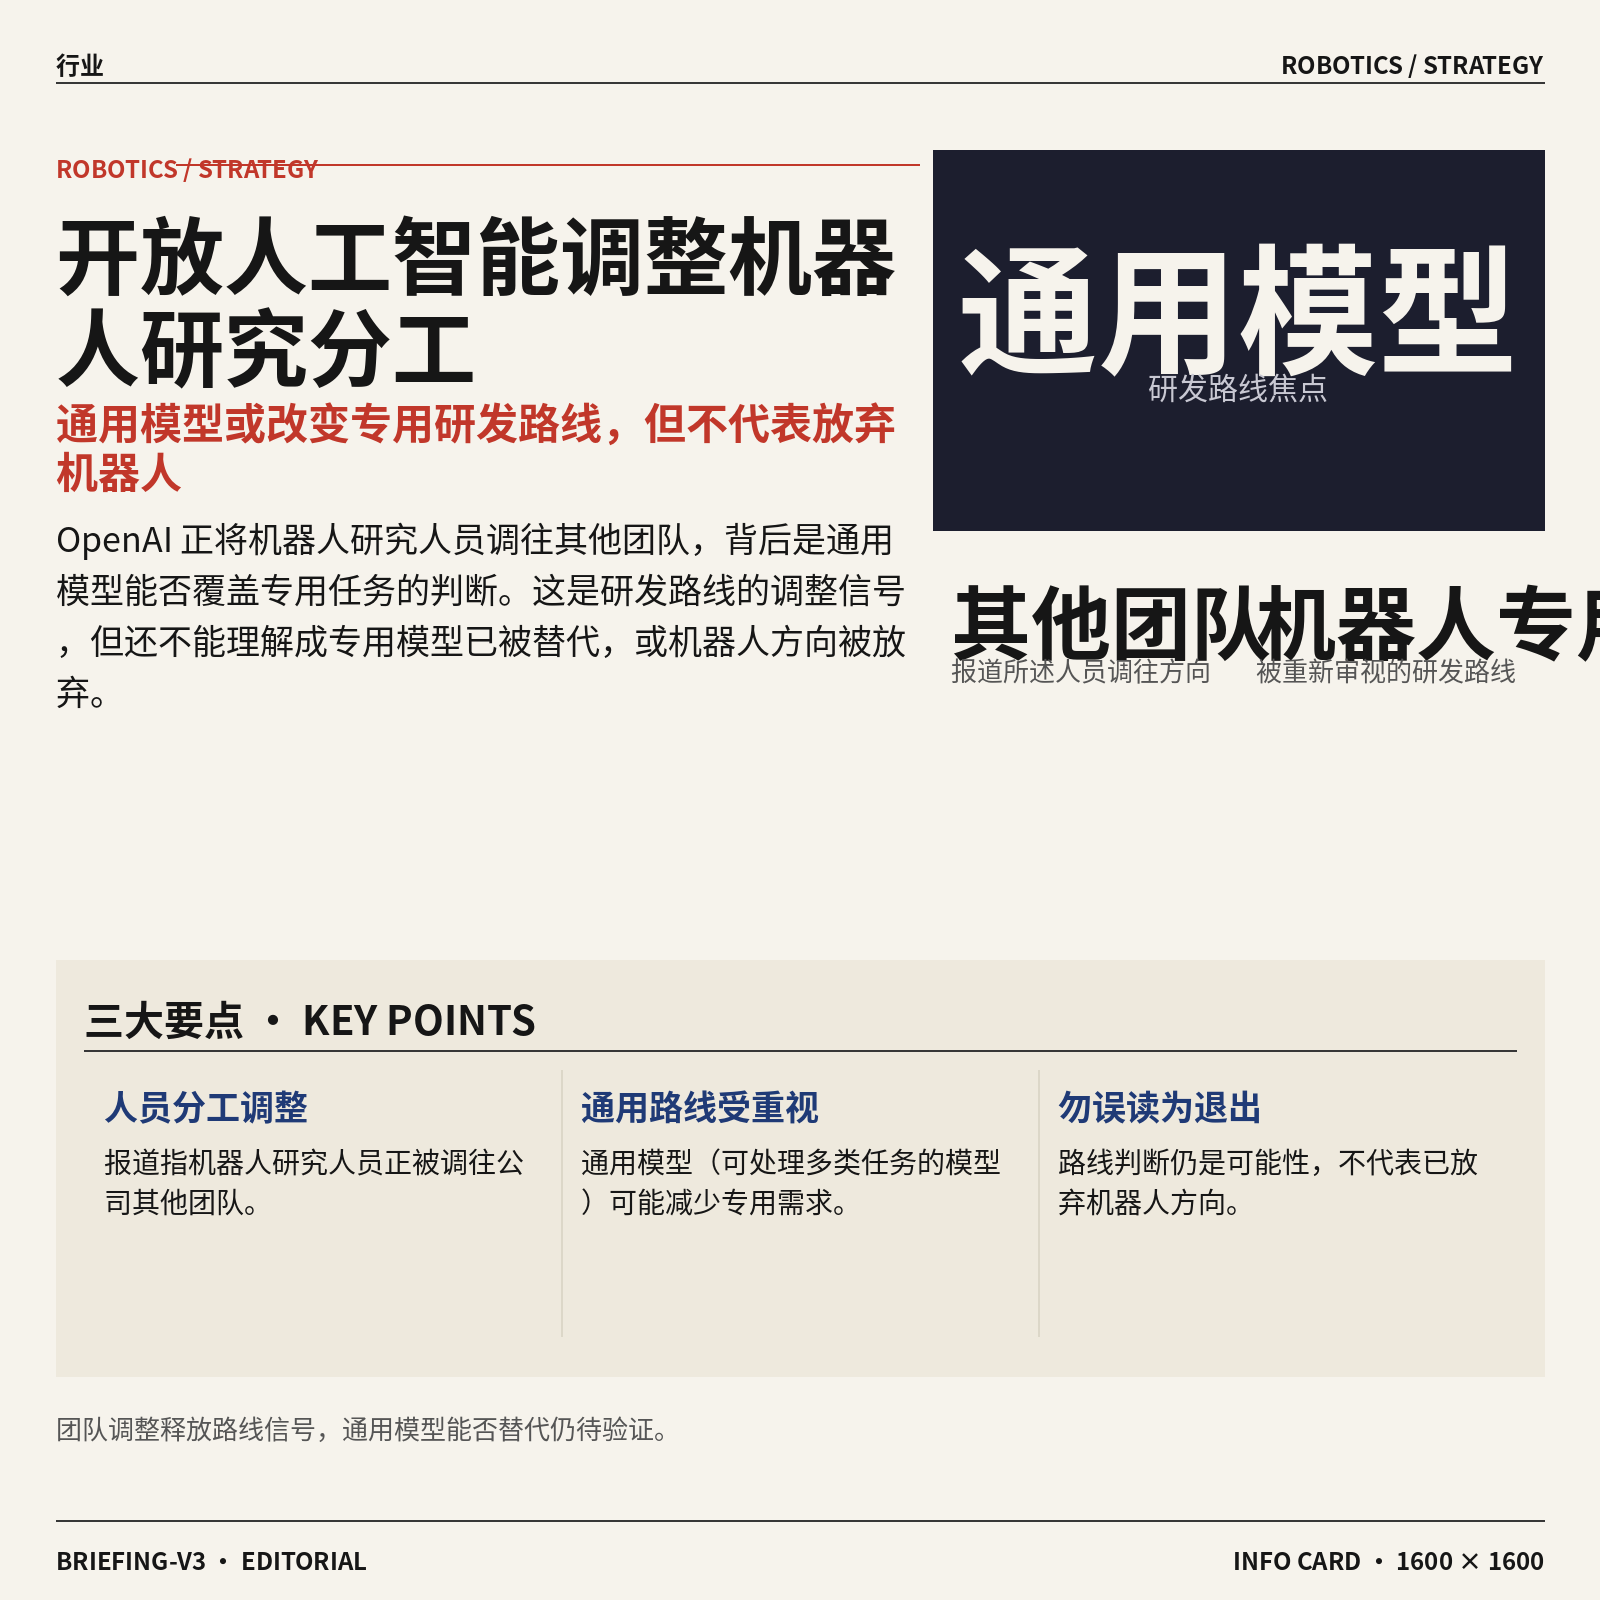 行业
ROBOTICS / STRATEGY
ROBOTICS / STRATEGY
开放人工智能调整机器
人研究分工
通用模型或改变专用研发路线，但不代表放弃
机器人
OpenAI 正将机器人研究人员调往其他团队，背后是通用
模型能否覆盖专用任务的判断。这是研发路线的调整信号
，但还不能理解成专用模型已被替代，或机器人方向被放
弃。
通用模型
研发路线焦点
其他团队
报道所述人员调往方向
机器人专用
被重新审视的研发路线
三大要点 · KEY POINTS
人员分工调整
报道指机器人研究人员正被调往公
司其他团队。
通用路线受重视
通用模型（可处理多类任务的模型
）可能减少专用需求。
勿误读为退出
路线判断仍是可能性，不代表已放
弃机器人方向。
团队调整释放路线信号，通用模型能否替代仍待验证。
BRIEFING-V3 · EDITORIAL
INFO CARD · 1600 × 1600